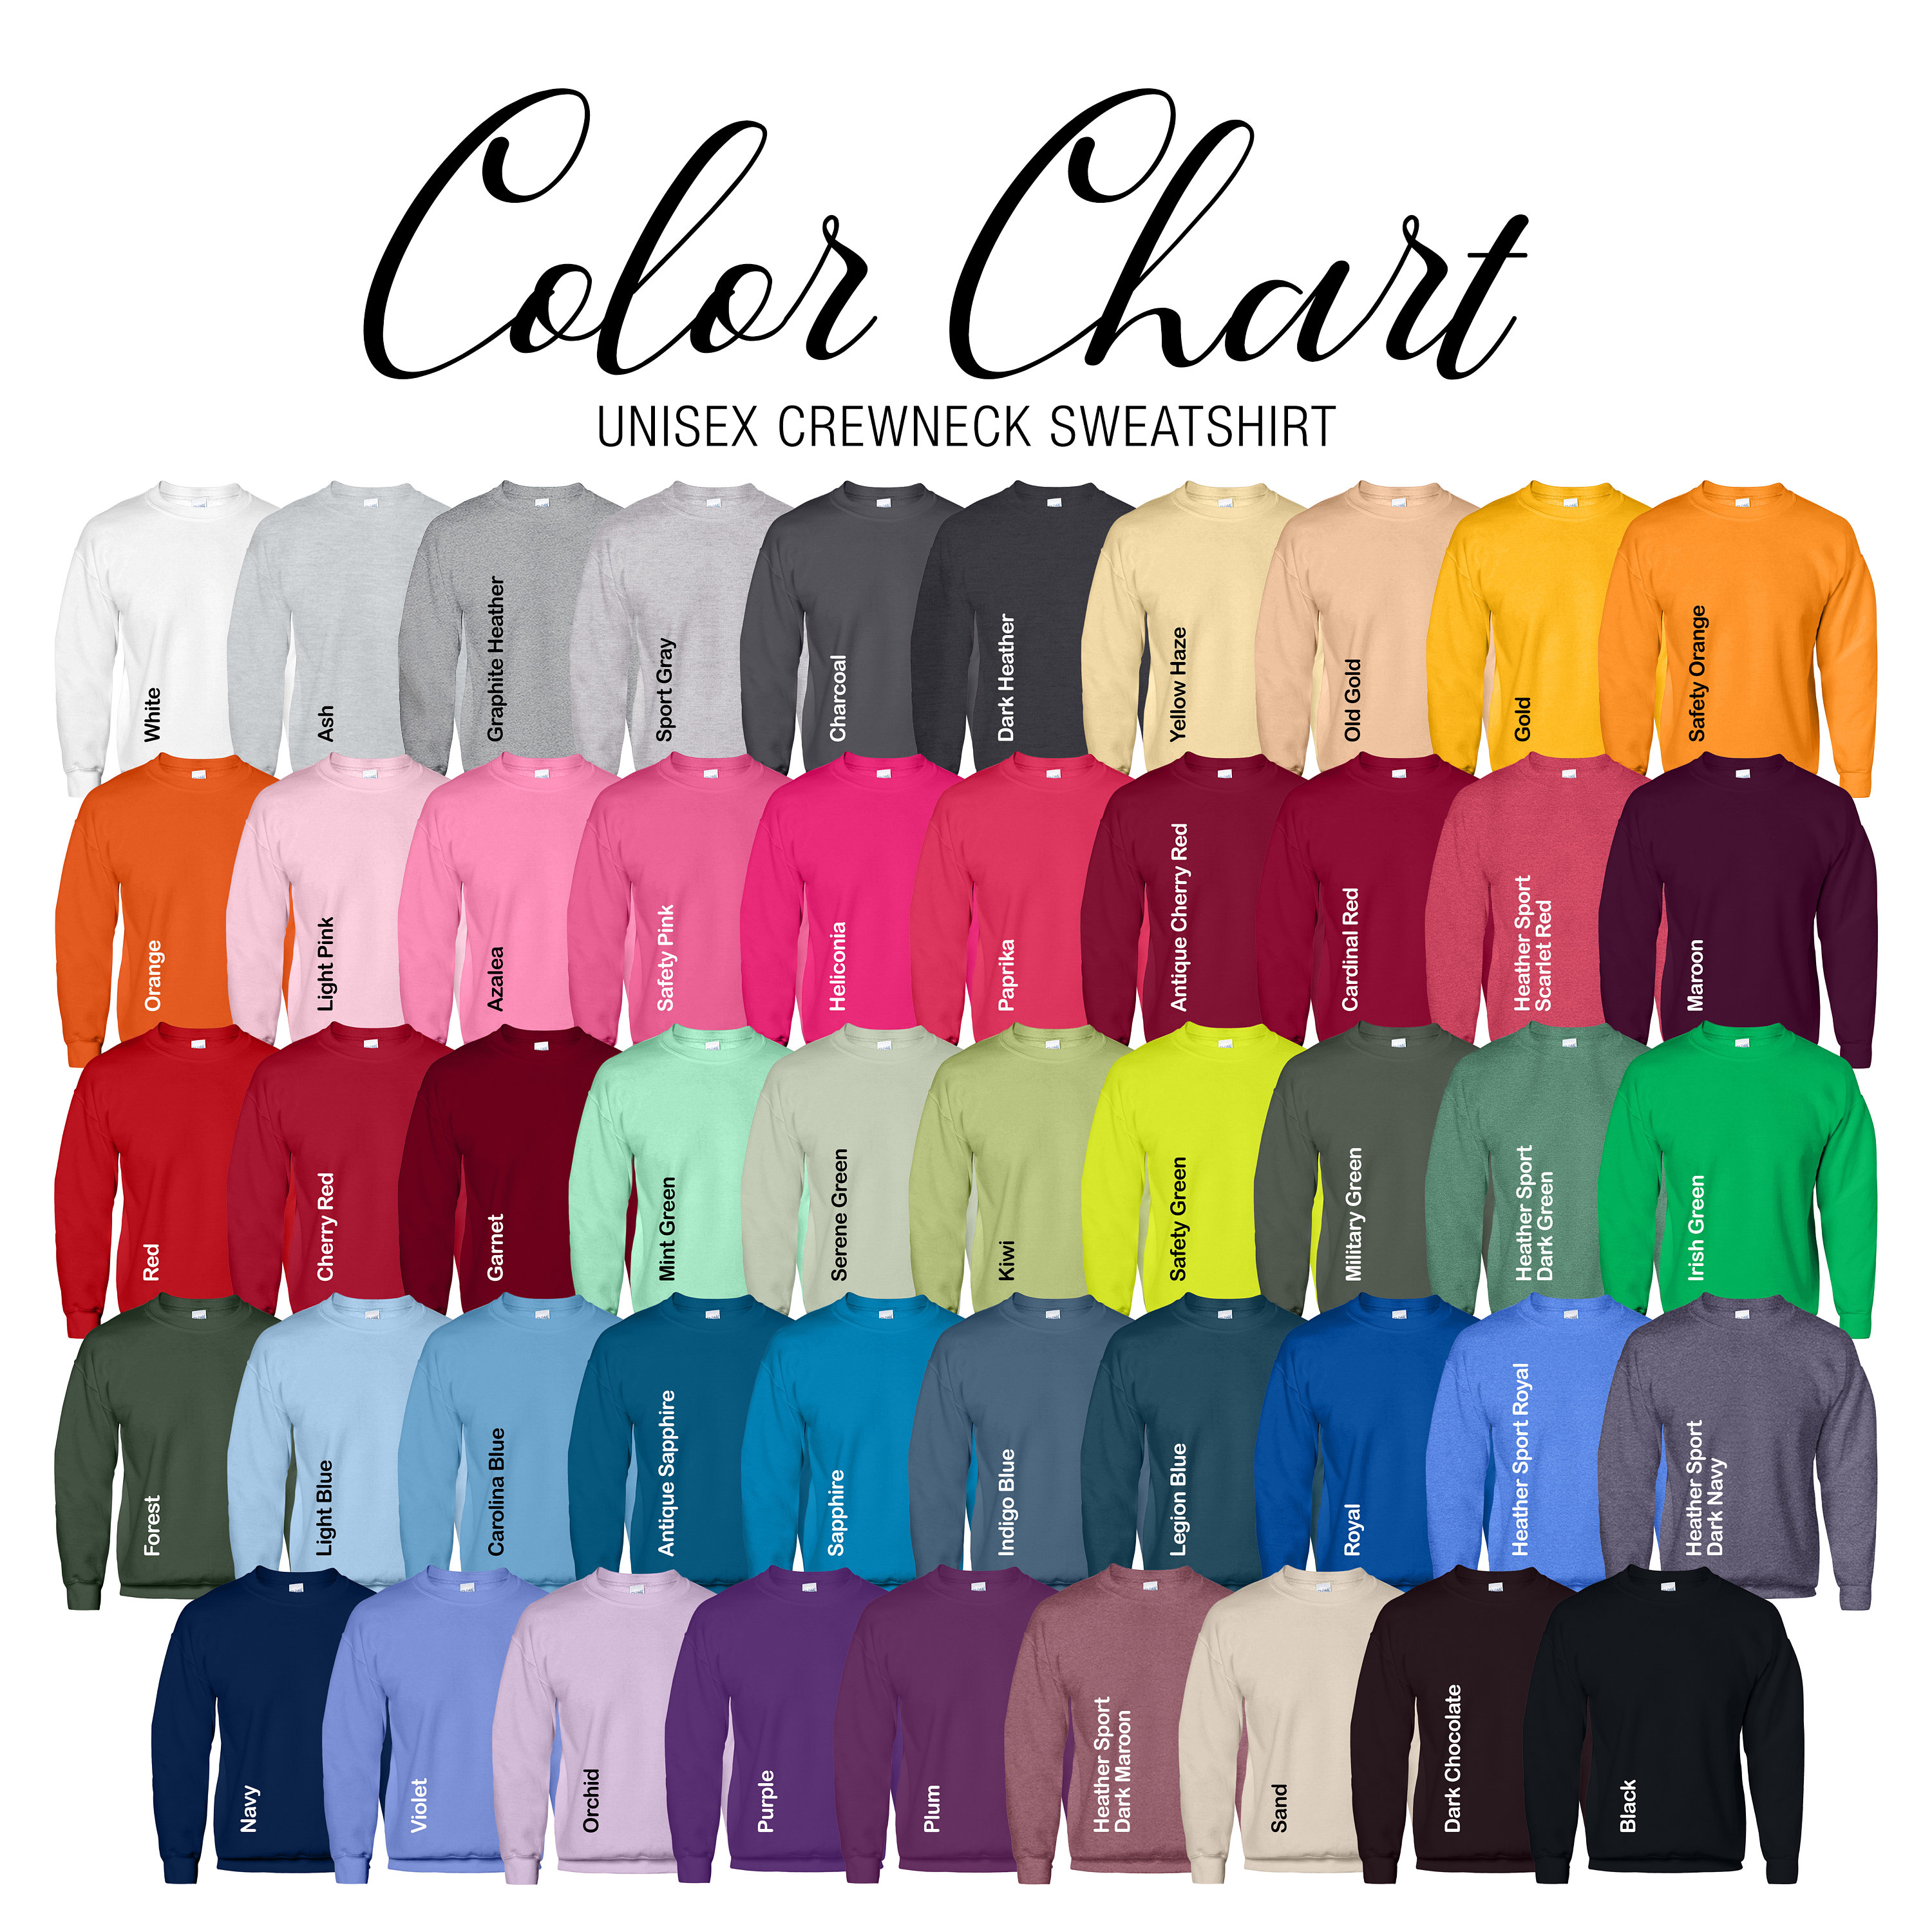 Color Chart
UNISEX CREWNECK SWEATSHIRT
White
Ash
Graphite Heather
Sport Gray
Charcoal
Dark Heather
Yellow Haze
Old Gold
Gold
Safety Orange
Orange
Light Pink
Azalea
Safety Pink
Heliconia
Paprika
Antique Cherry Red
Cardinal Red
Heather Sport
Scarlet Red
Maroon
Red
Cherry Red
Garnet
Mint Green
Serene Green
Kiwi
Safety Green
Military Green
Heather Sport
Dark Green
Irish Green
Forest
Light Blue
Carolina Blue
Antique Sapphire
Sapphire
Indigo Blue
Legion Blue
Royal
Heather Sport Royal
Heather Sport
Dark Navy
Navy
Violet
Orchid
Purple
Plum
Heather Sport
Dark Maroon
Sand
Dark Chocolate
Black